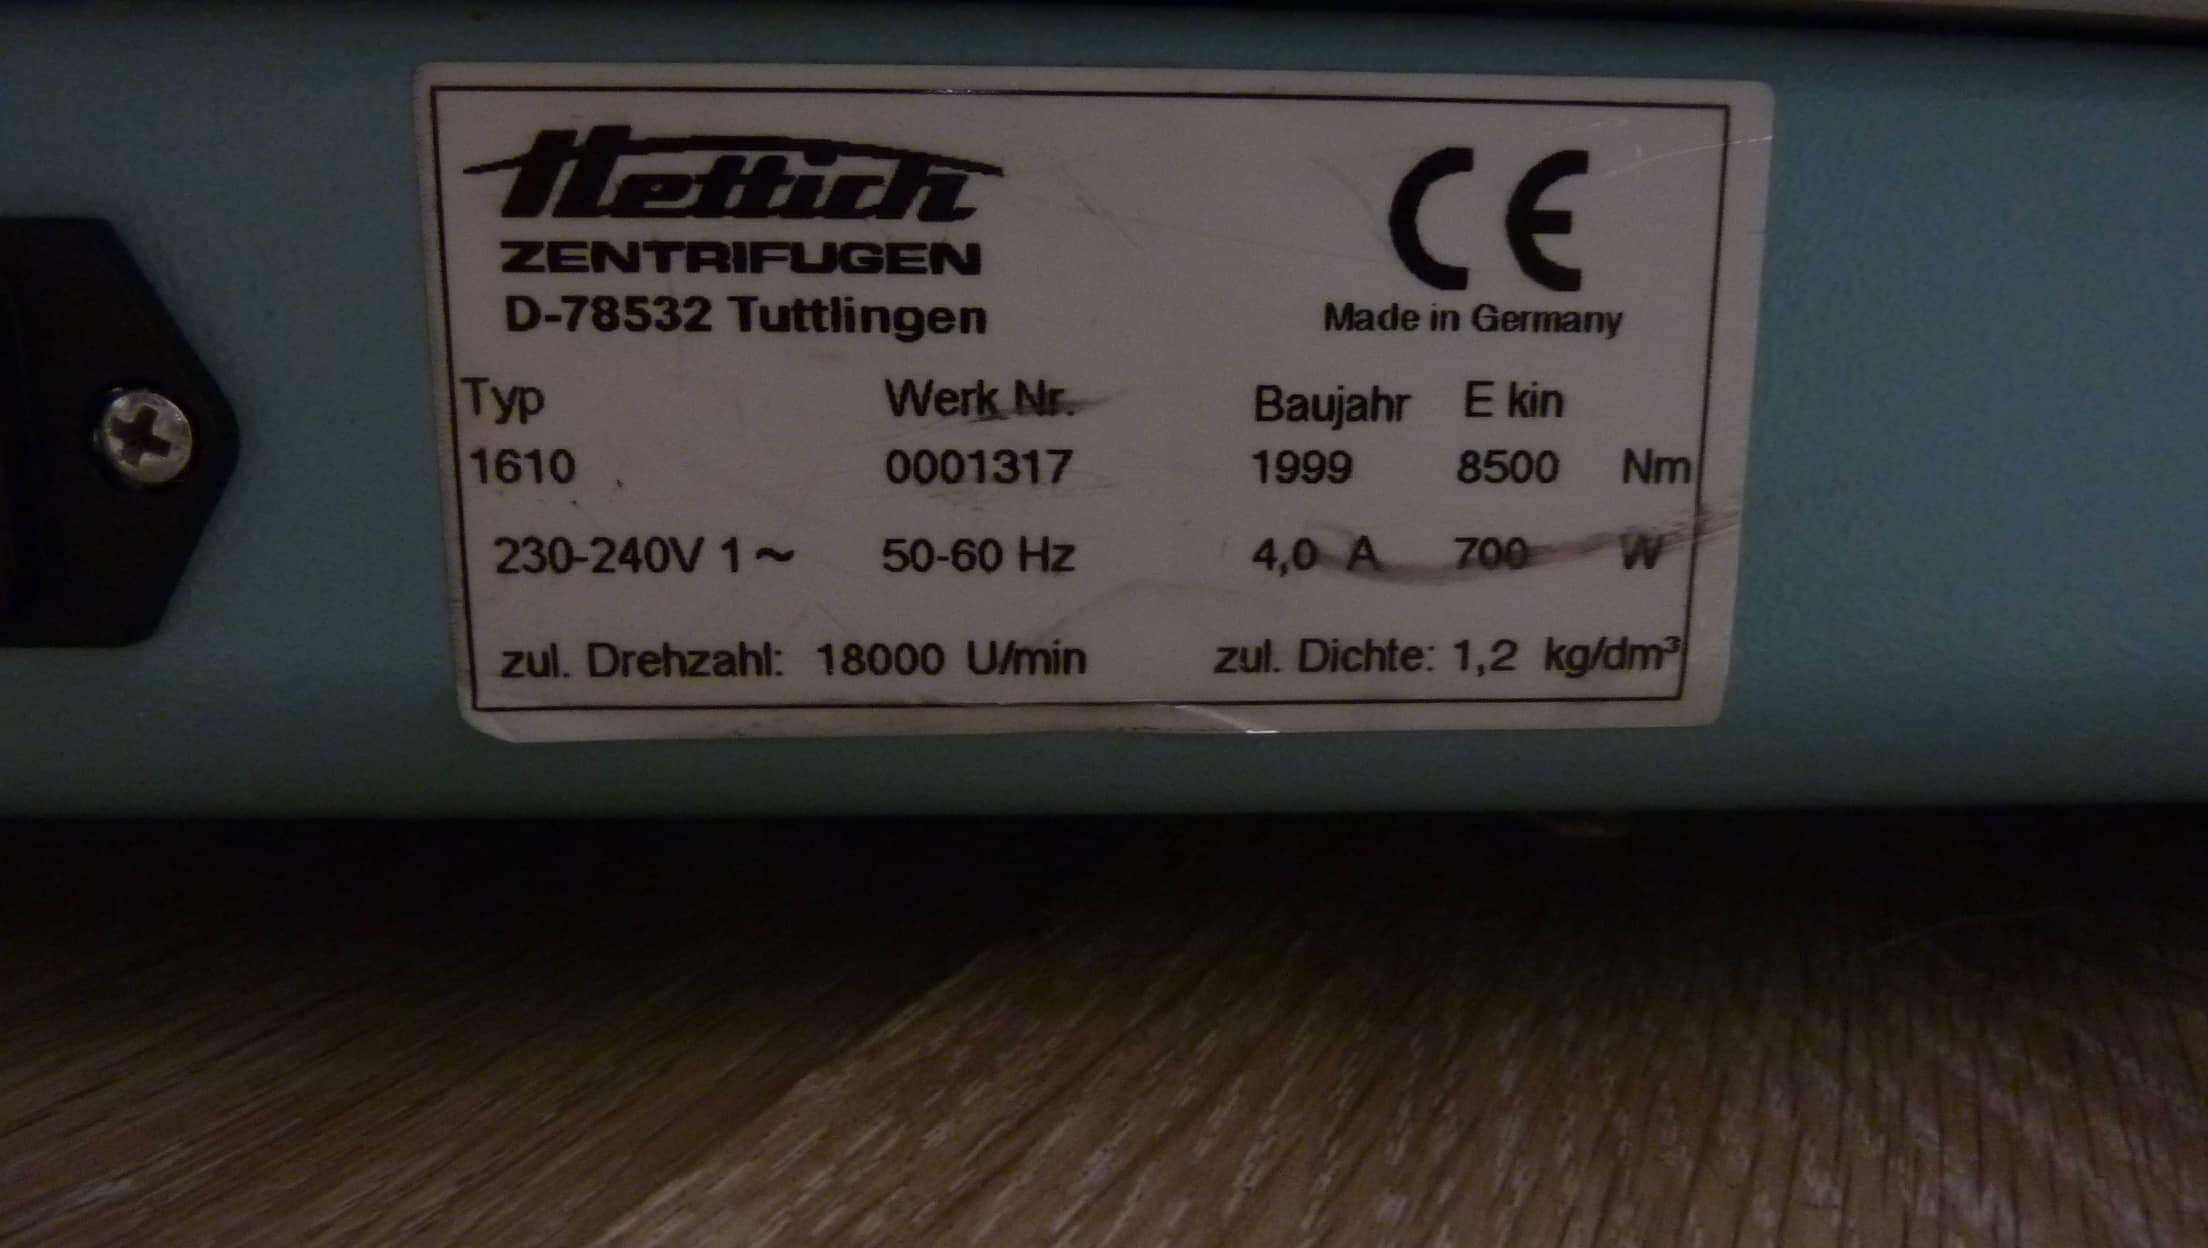 Hettich
ZENTRIFUGEN
D-78532 Tuttlingen
CE
Made in Germany
Typ Werk Nr. Baujahr E kin
1610 0001317 1999 8500 Nm
230-240V 1~ 50-60 Hz 4,0 A 700 W
zul. Drehzahl: 18000 U/min zul. Dichte: 1,2 kg/dm³